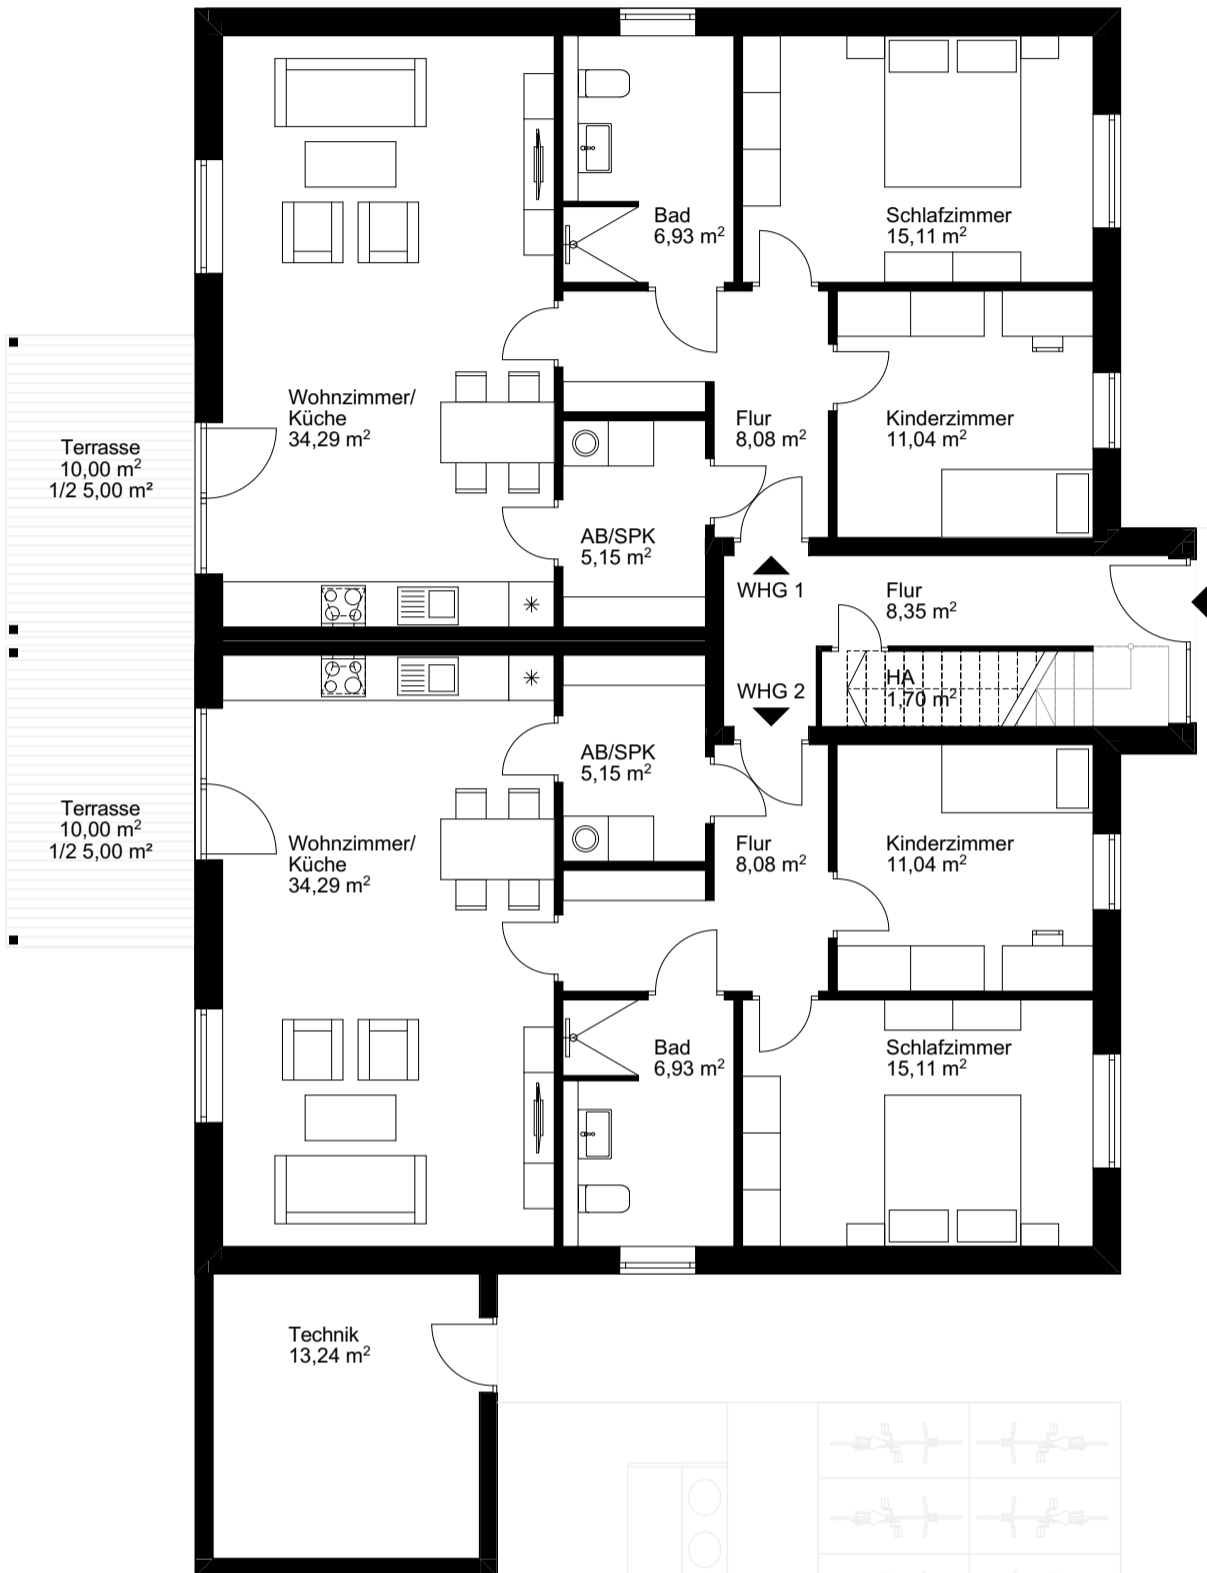 Bad
6,93 m²
Schlafzimmer
15,11 m²
Wohnzimmer/
Küche
34,29 m²
Flur
8,08 m²
Kinderzimmer
11,04 m²
Terrasse
10,00 m²
1/2 5,00 m²
AB/SPK
5,15 m²
WHG 1
Flur
8,35 m²
HA
1,70 m²
WHG 2
AB/SPK
5,15 m²
Terrasse
10,00 m²
1/2 5,00 m²
Wohnzimmer/
Küche
34,29 m²
Flur
8,08 m²
Kinderzimmer
11,04 m²
Bad
6,93 m²
Schlafzimmer
15,11 m²
Technik
13,24 m²